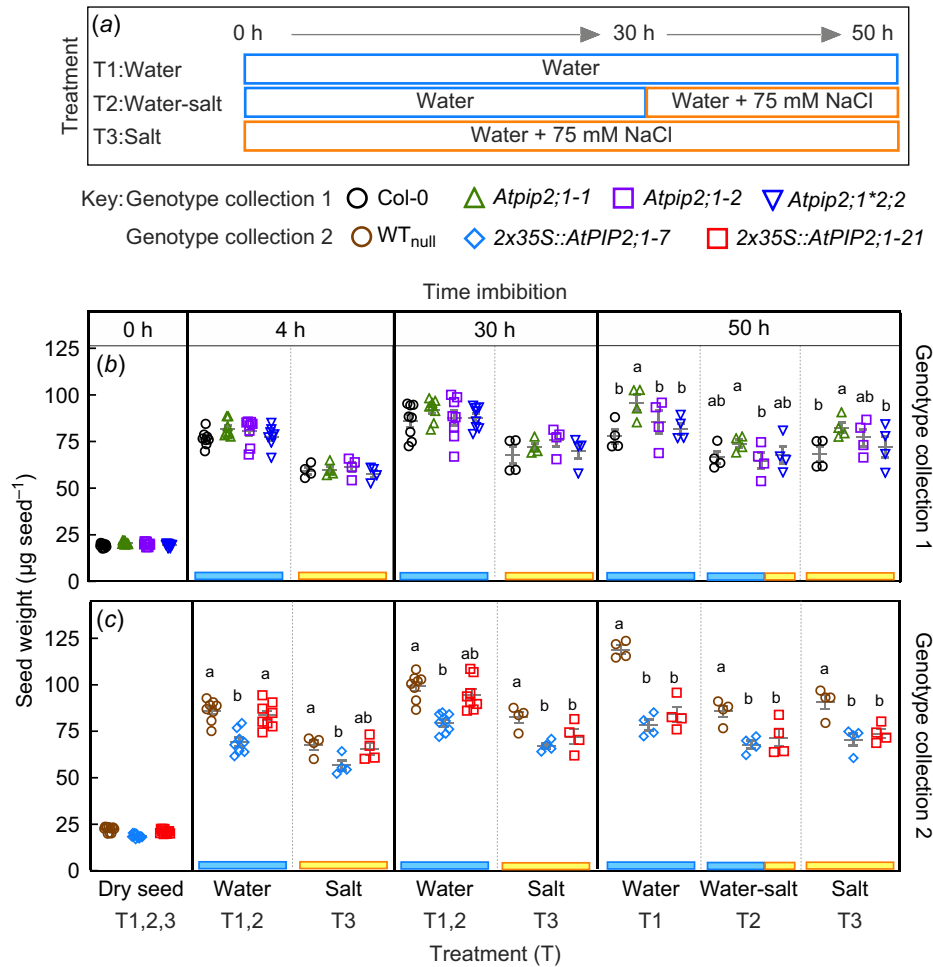 (a)
0 h 30 h 50 h
Treatment
T1:Water Water
T2:Water-salt Water Water + 75 mM NaCl
T3:Salt Water + 75 mM NaCl
Key:Genotype collection 1 Col-0 Atpip2;1-1 Atpip2;1-2 Atpip2;1*2;2
Genotype collection 2 WTnull 2x35S::AtPIP2;1-7 2x35S::AtPIP2;1-21
Time imbibition
0 h 4 h 30 h 50 h
(b)
Seed weight (µg seed⁻¹)
125
100
75
50
25
0
b a b b ab a b ab b a ab b
Genotype collection 1
(c)
125
100
75
50
25
0
a b a a b ab a b ab a b b a b b a b b a b b
Genotype collection 2
Dry seed Water Salt Water Salt Water Water-salt Salt
T1,2,3 T1,2 T3 T1,2 T3 T1 T2 T3
Treatment (T)